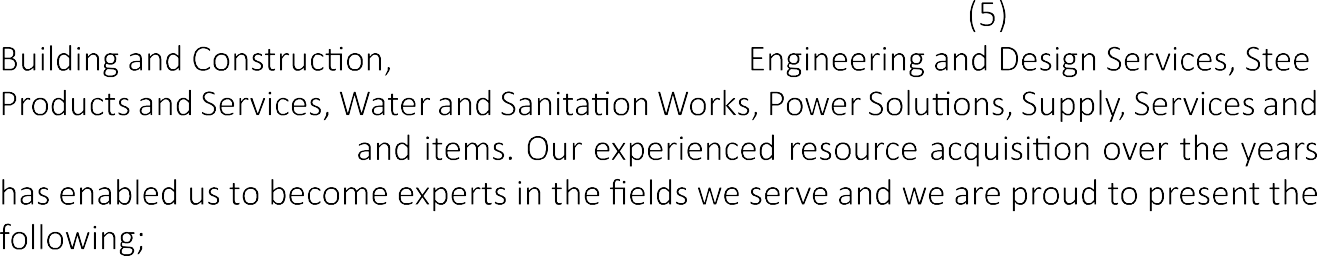 (5)
Building and Construction, Engineering and Design Services, Stee
Products and Services, Water and Sanitation Works, Power Solutions, Supply, Services and
and items. Our experienced resource acquisition over the years
has enabled us to become experts in the fields we serve and we are proud to present the
following;